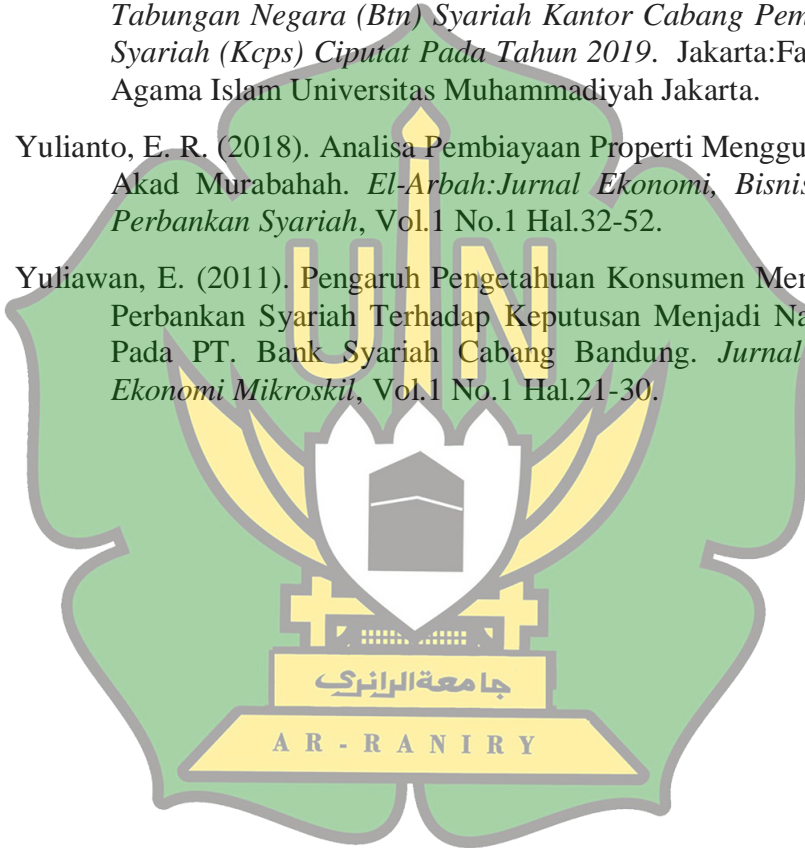 Tabungan Negara (Btn) Syariah Kantor Cabang Pem
Syariah (Kcps) Ciputat Pada Tahun 2019. Jakarta:Fa
Agama Islam Universitas Muhammadiyah Jakarta.
Yulianto, E. R. (2018). Analisa Pembiayaan Properti Menggu
Akad Murabahah. El-Arbah:Jurnal Ekonomi, Bisnis
Perbankan Syariah, Vol.1 No.1 Hal.32-52.
Yuliawan, E. (2011). Pengaruh Pengetahuan Konsumen Men
Perbankan Syariah Terhadap Keputusan Menjadi Na
Pada PT. Bank Syariah Cabang Bandung. Jurnal
Ekonomi Mikroskil, Vol.1 No.1 Hal.21-30.
UIN
جامعة الرانري
AR-RANIRY